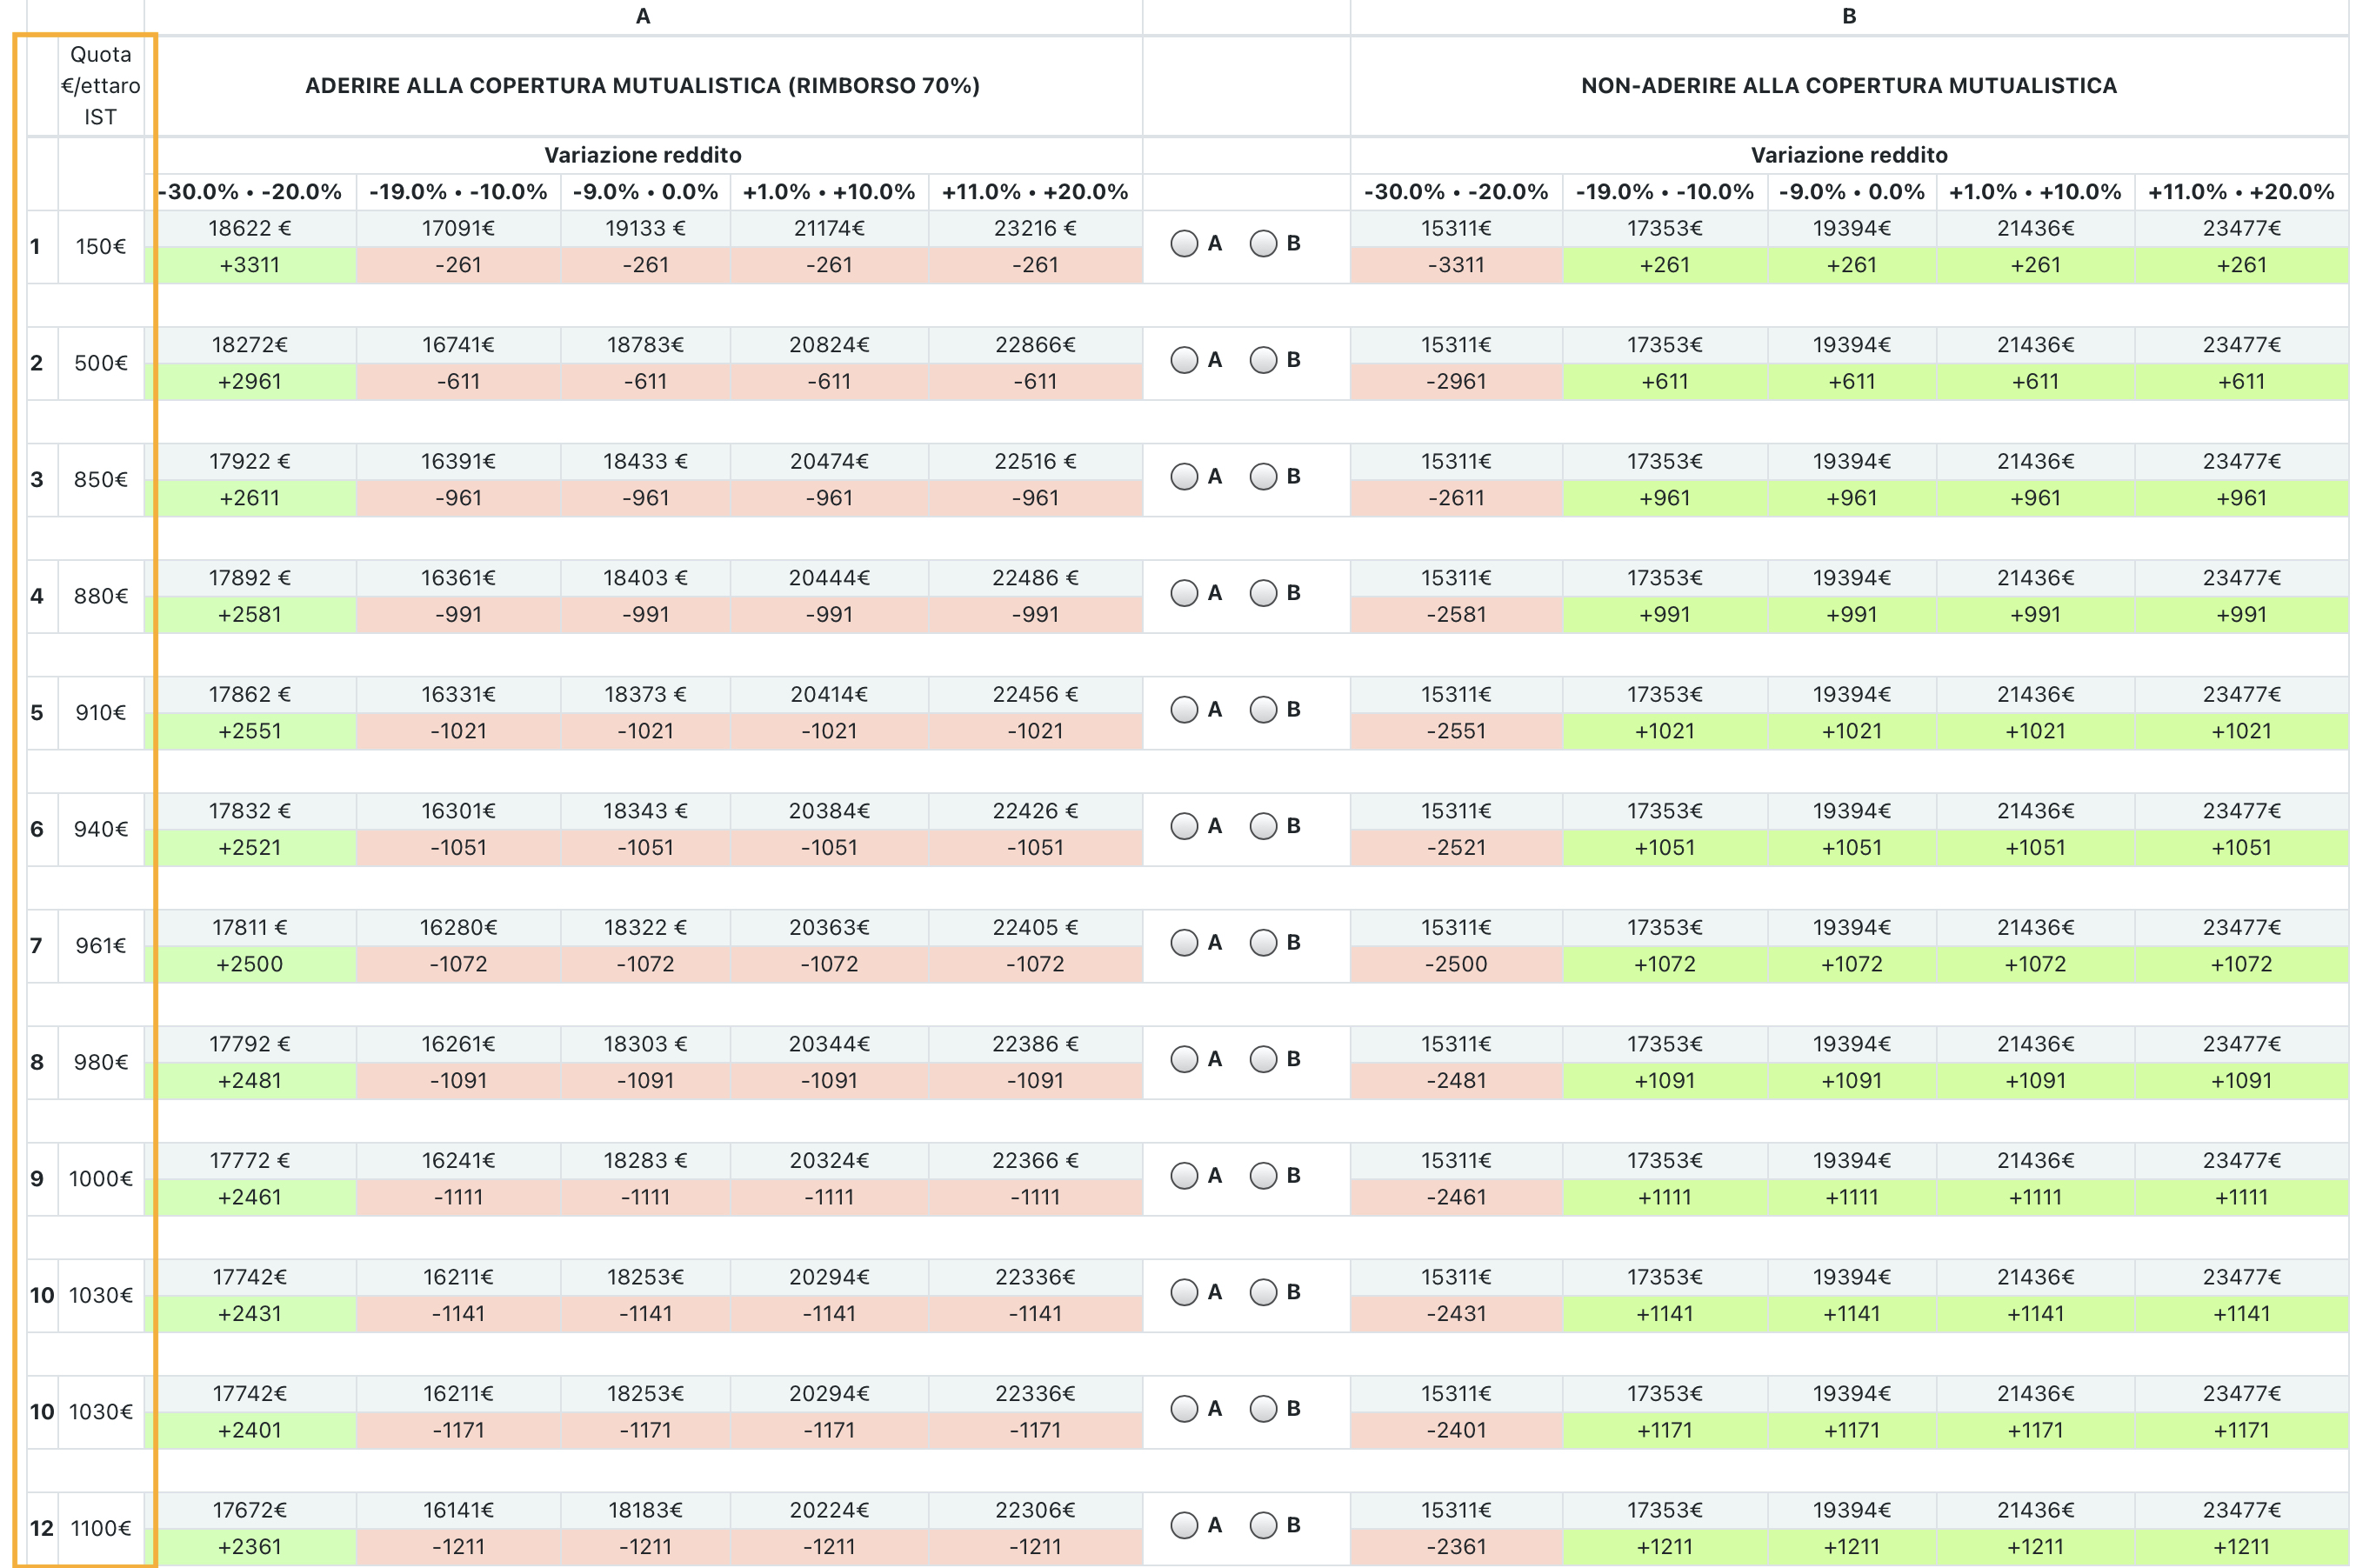 A B
Quota €/ettaro IST ADERIRE ALLA COPERTURA MUTUALISTICA (RIMBORSO 70%) NON-ADERIRE ALLA COPERTURA MUTUALISTICA
Variazione reddito Variazione reddito
-30.0% • -20.0% -19.0% • -10.0% -9.0% • 0.0% +1.0% • +10.0% +11.0% • +20.0% -30.0% • -20.0% -19.0% • -10.0% -9.0% • 0.0% +1.0% • +10.0% +11.0% • +20.0%
1 150€ 18622 € 17091€ 19133 € 21174€ 23216 € A B 15311€ 17353€ 19394€ 21436€ 23477€
+3311 -261 -261 -261 -261 -3311 +261 +261 +261 +261
2 500€ 18272€ 16741€ 18783€ 20824€ 22866€ A B 15311€ 17353€ 19394€ 21436€ 23477€
+2961 -611 -611 -611 -611 -2961 +611 +611 +611 +611
3 850€ 17922 € 16391€ 18433 € 20474€ 22516 € A B 15311€ 17353€ 19394€ 21436€ 23477€
+2611 -961 -961 -961 -961 -2611 +961 +961 +961 +961
4 880€ 17892 € 16361€ 18403 € 20444€ 22486 € A B 15311€ 17353€ 19394€ 21436€ 23477€
+2581 -991 -991 -991 -991 -2581 +991 +991 +991 +991
5 910€ 17862 € 16331€ 18373 € 20414€ 22456 € A B 15311€ 17353€ 19394€ 21436€ 23477€
+2551 -1021 -1021 -1021 -1021 -2551 +1021 +1021 +1021 +1021
6 940€ 17832 € 16301€ 18343 € 20384€ 22426 € A B 15311€ 17353€ 19394€ 21436€ 23477€
+2521 -1051 -1051 -1051 -1051 -2521 +1051 +1051 +1051 +1051
7 961€ 17811 € 16280€ 18322 € 20363€ 22405 € A B 15311€ 17353€ 19394€ 21436€ 23477€
+2500 -1072 -1072 -1072 -1072 -2500 +1072 +1072 +1072 +1072
8 980€ 17792 € 16261€ 18303 € 20344€ 22386 € A B 15311€ 17353€ 19394€ 21436€ 23477€
+2481 -1091 -1091 -1091 -1091 -2481 +1091 +1091 +1091 +1091
9 1000€ 17772 € 16241€ 18283 € 20324€ 22366 € A B 15311€ 17353€ 19394€ 21436€ 23477€
+2461 -1111 -1111 -1111 -1111 -2461 +1111 +1111 +1111 +1111
10 1030€ 17742€ 16211€ 18253€ 20294€ 22336€ A B 15311€ 17353€ 19394€ 21436€ 23477€
+2431 -1141 -1141 -1141 -1141 -2431 +1141 +1141 +1141 +1141
10 1030€ 17742€ 16211€ 18253€ 20294€ 22336€ A B 15311€ 17353€ 19394€ 21436€ 23477€
+2401 -1171 -1171 -1171 -1171 -2401 +1171 +1171 +1171 +1171
12 1100€ 17672€ 16141€ 18183€ 20224€ 22306€ A B 15311€ 17353€ 19394€ 21436€ 23477€
+2361 -1211 -1211 -1211 -1211 -2361 +1211 +1211 +1211 +1211